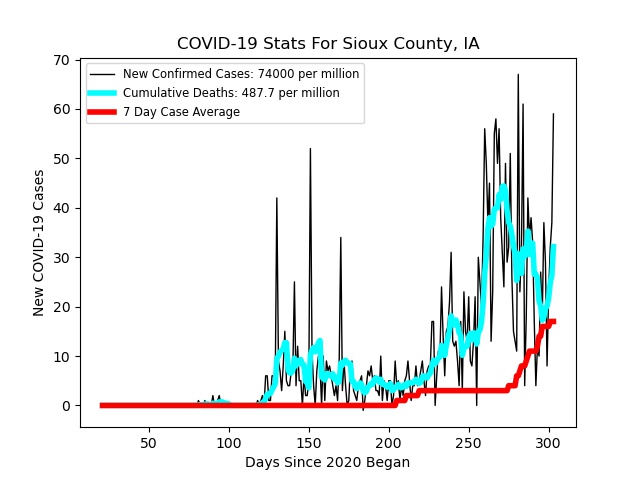 COVID-19 Stats For Sioux County, IA
New Confirmed Cases: 74000 per million
Cumulative Deaths: 487.7 per million
7 Day Case Average
70
60
50
40
30
20
10
0
New COVID-19 Cases
50 100 150 200 250 300
Days Since 2020 Began